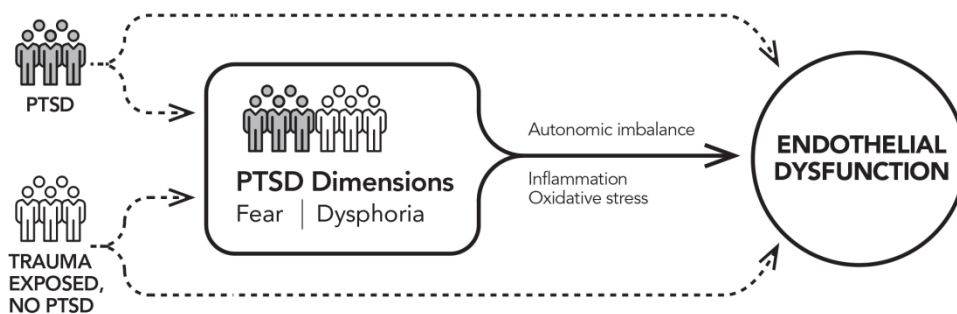 PTSD
TRAUMA
EXPOSED,
NO PTSD
PTSD Dimensions
Fear | Dysphoria
Autonomic imbalance
Inflammation
Oxidative stress
ENDOTHELIAL
DYSFUNCTION